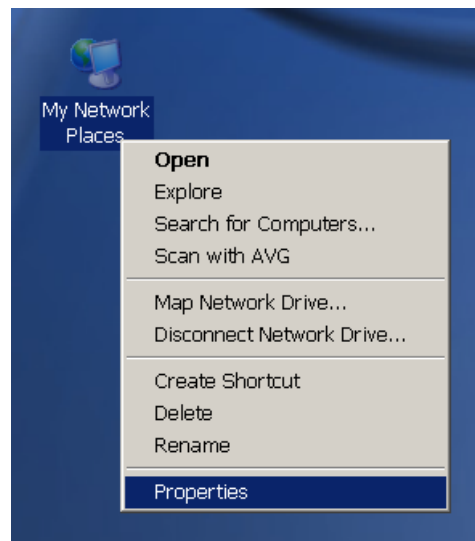 My Network
Places
Open
Explore
Search for Computers...
Scan with AVG
Map Network Drive...
Disconnect Network Drive...
Create Shortcut
Delete
Rename
Properties